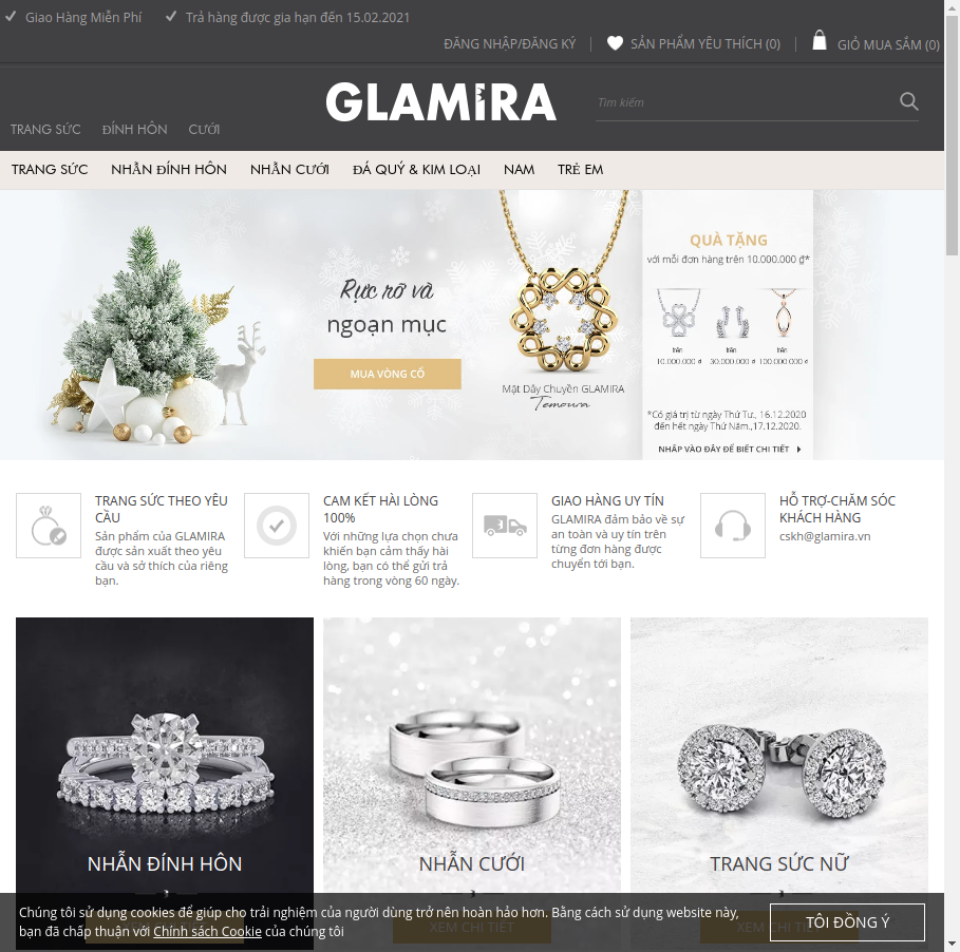 Giao Hàng Miễn Phí
Trả hàng được gia hạn đến 15.02.2021
ĐĂNG NHẬP/ĐĂNG KÝ
SẢN PHẨM YÊU THÍCH (0)
GIỎ MUA SẮM (0)
GLAMIRA
Tìm kiếm
TRANG SỨC
ĐÍNH HÔN
CƯỚI
TRANG SỨC
NHẪN ĐÍNH HÔN
NHẪN CƯỚI
ĐÁ QUÝ & KIM LOẠI
NAM
TRẺ EM
Rực rỡ và
ngoạn mục
MUA VÒNG CỔ
Mặt Dây Chuyền GLAMIRA
Temoura
QUÀ TẶNG
với mỗi đơn hàng trên 10.000.000 ₫*
trên
10.000.000 ₫
trên
30.000.000 ₫
trên
100.000.000 ₫
*Có giá trị từ ngày Thứ Tư., 16.12.2020
đến hết ngày Thứ Năm.,17.12.2020.
NHẤP VÀO ĐÂY ĐỂ BIẾT CHI TIẾT
TRANG SỨC THEO YÊU
CẦU
Sản phẩm của GLAMIRA
được sản xuất theo yêu
cầu và sở thích của riêng
bạn.
CAM KẾT HÀI LÒNG
100%
Với những lựa chọn chưa
khiến bạn cảm thấy hài
lòng, bạn có thể gửi trả
hàng trong vòng 60 ngày.
GIAO HÀNG UY TÍN
GLAMIRA đảm bảo về sự
an toàn và uy tín trên
từng đơn hàng được
chuyển tới bạn.
HỖ TRỢ-CHĂM SÓC
KHÁCH HÀNG
cskh@glamira.vn
NHẪN ĐÍNH HÔN
NHẪN CƯỚI
TRANG SỨC NỮ
XEM CHI TIẾT
XEM CHI TIẾT
Chúng tôi sử dụng cookies để giúp cho trải nghiệm của người dùng trở nên hoàn hảo hơn. Bằng cách sử dụng website này,
bạn đã chấp thuận với Chính sách Cookie của chúng tôi
TÔI ĐỒNG Ý